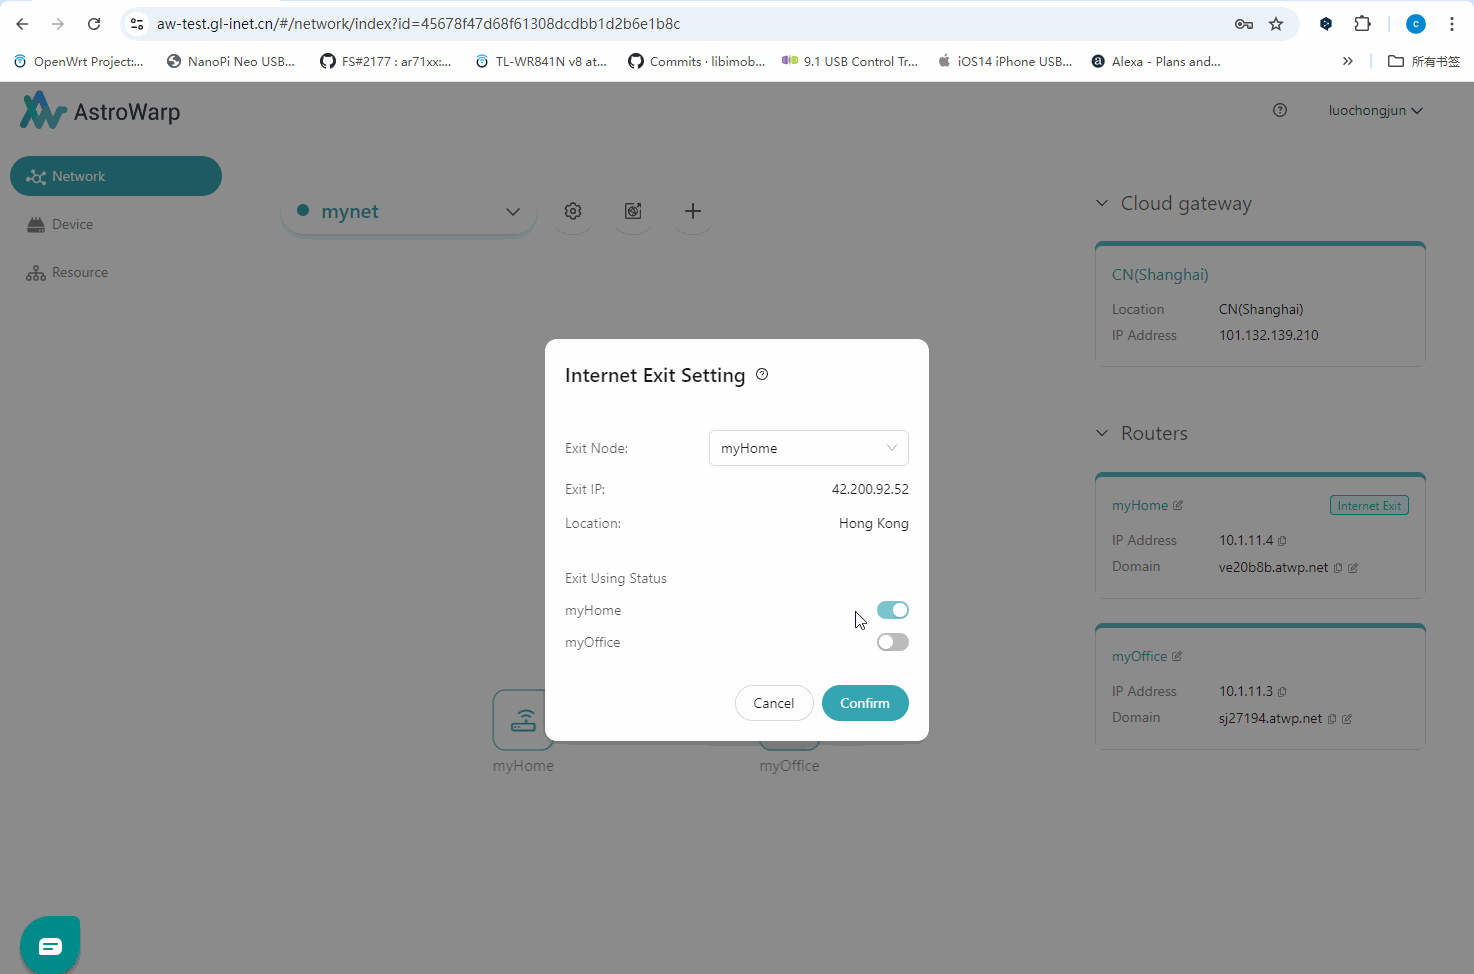 aw-test.gl-inet.cn/#/network/index?id=45678f47d68f61308dcdbb1d2b6e1b8c
C
OpenWrt Project:...
NanoPi Neo USB...
FS#2177 : ar71xx:...
TL-WR841N v8 at...
Commits · libimob...
9.1 USB Control Tr...
iOS14 iPhone USB...
Alexa - Plans and...
»
所有书签
AstroWarp
luochongjun
Network
Device
Resource
mynet
Cloud gateway
CN(Shanghai)
Location CN(Shanghai)
IP Address 101.132.139.210
Routers
myHome Internet Exit
IP Address 10.1.11.4
Domain ve20b8b.atwp.net
myOffice
IP Address 10.1.11.3
Domain sj27194.atwp.net
Internet Exit Setting
Exit Node: myHome
Exit IP: 42.200.92.52
Location: Hong Kong
Exit Using Status
myHome
myOffice
Cancel Confirm
myHome
myOffice